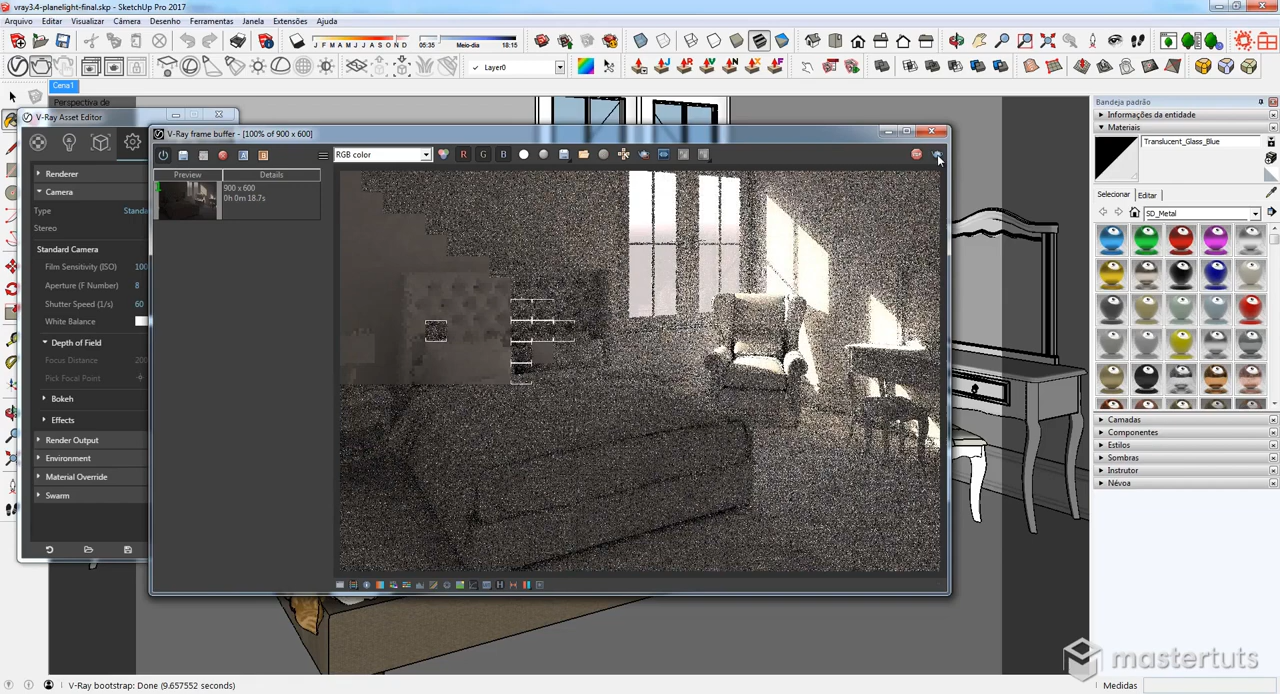 vray3.4-planelight-final.skp - SketchUp Pro 2017
Arquivo Editar Visualizar Câmera Desenho Ferramentas Janela Extensões Ajuda
J F M A M J J A S O N D 05:35 Meio-dia 18:15
Layer0
Cena1
Perspectiva de
V-Ray Asset Editor
Renderer
Camera
Type Standa
Stereo
Standard Camera
Film Sensitivity (ISO) 100
Aperture (F Number) 8
Shutter Speed (1/s) 60
White Balance
Depth of Field
Focus Distance 200
Pick Focal Point
Bokeh
Effects
Render Output
Environment
Material Override
Swarm
V-Ray frame buffer - [100% of 900 x 600]
RGB color R G B
Preview Details
900 x 600
0h 0m 18.7s
Bandeja padrão
Informações da entidade
Materiais
Translucent_Glass_Blue
Selecionar Editar
SD_Metal
Camadas
Componentes
Estilos
Sombras
Instrutor
Névoa
mastertuts
V-Ray bootstrap: Done (9.657552 seconds)
Medidas